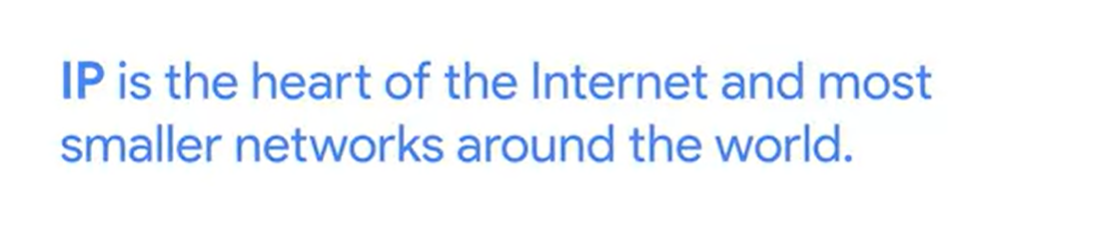 IP is the heart of the Internet and most
smaller networks around the world.